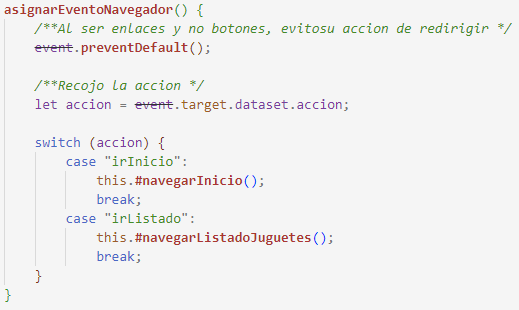 asignarEventoNavegador() {
/**Al ser enlaces y no botones, evitosu accion de redirigir */
event.preventDefault();
/**Recojo la accion */
let accion = event.target.dataset.accion;
switch (accion) {
case "irInicio":
this.#navegarInicio();
break;
case "irListado":
this.#navegarListadoJuguetes();
break;
}
}